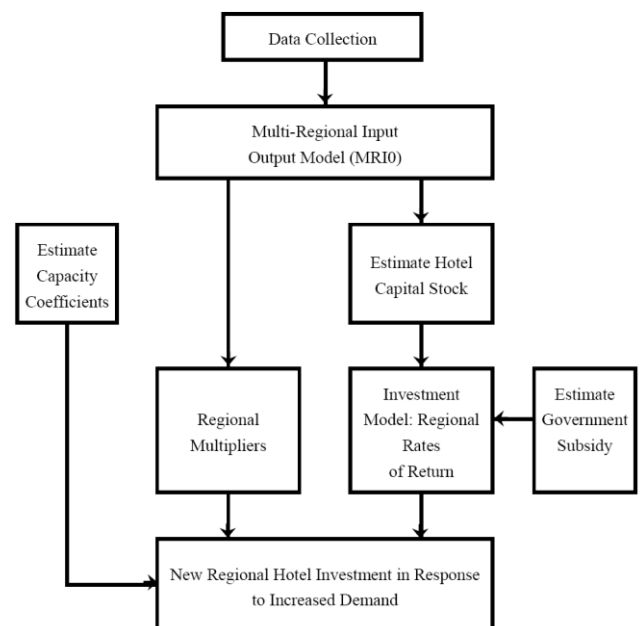 Data Collection
Multi-Regional Input
Output Model (MRI0)
Estimate
Capacity
Coefficients
Estimate Hotel
Capital Stock
Regional
Multipliers
Investment
Model: Regional
Rates
of Return
Estimate
Government
Subsidy
New Regional Hotel Investment in Response
to Increased Demand